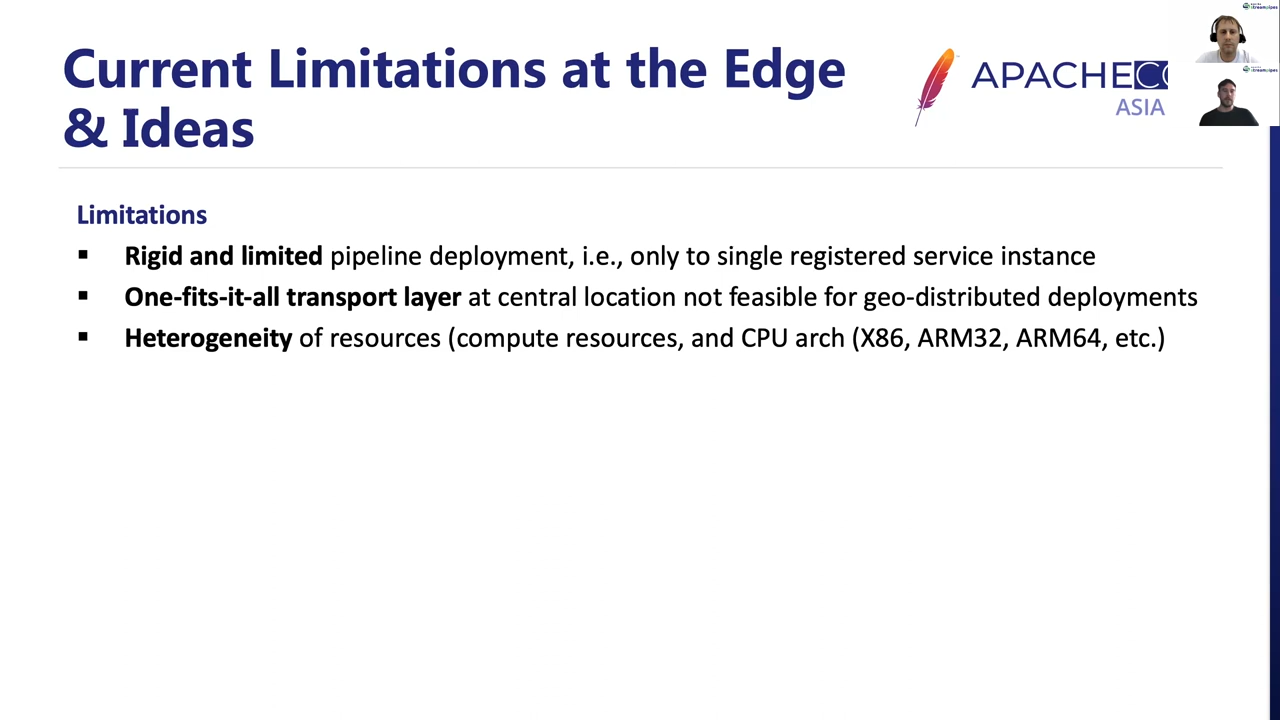 Current Limitations at the Edge
& Ideas
APACHECO
ASIA
Limitations
▪ Rigid and limited pipeline deployment, i.e., only to single registered service instance
▪ One-fits-it-all transport layer at central location not feasible for geo-distributed deployments
▪ Heterogeneity of resources (compute resources, and CPU arch (X86, ARM32, ARM64, etc.)